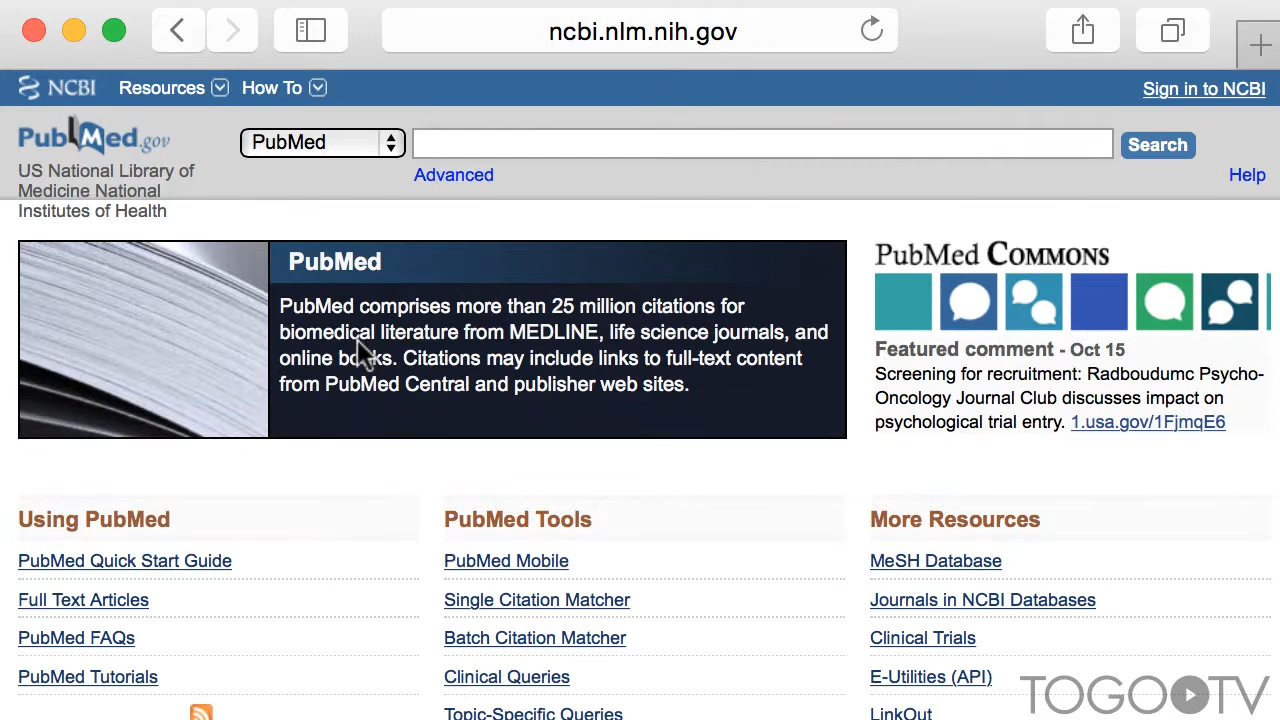 ncbi.nlm.nih.gov
NCBI Resources How To Sign in to NCBI
PubMed.gov
US National Library of
Medicine National
Institutes of Health
PubMed
Search
Advanced
Help
PubMed
PubMed comprises more than 25 million citations for
biomedical literature from MEDLINE, life science journals, and
online books. Citations may include links to full-text content
from PubMed Central and publisher web sites.
PubMed COMMONS
Featured comment - Oct 15
Screening for recruitment: Radboudumc Psycho-
Oncology Journal Club discusses impact on
psychological trial entry. 1.usa.gov/1FjmqE6
Using PubMed
PubMed Quick Start Guide
Full Text Articles
PubMed FAQs
PubMed Tutorials
PubMed Tools
PubMed Mobile
Single Citation Matcher
Batch Citation Matcher
Clinical Queries
Topic-Specific Queries
More Resources
MeSH Database
Journals in NCBI Databases
Clinical Trials
E-Utilities (API)
LinkOut
TOGO TV